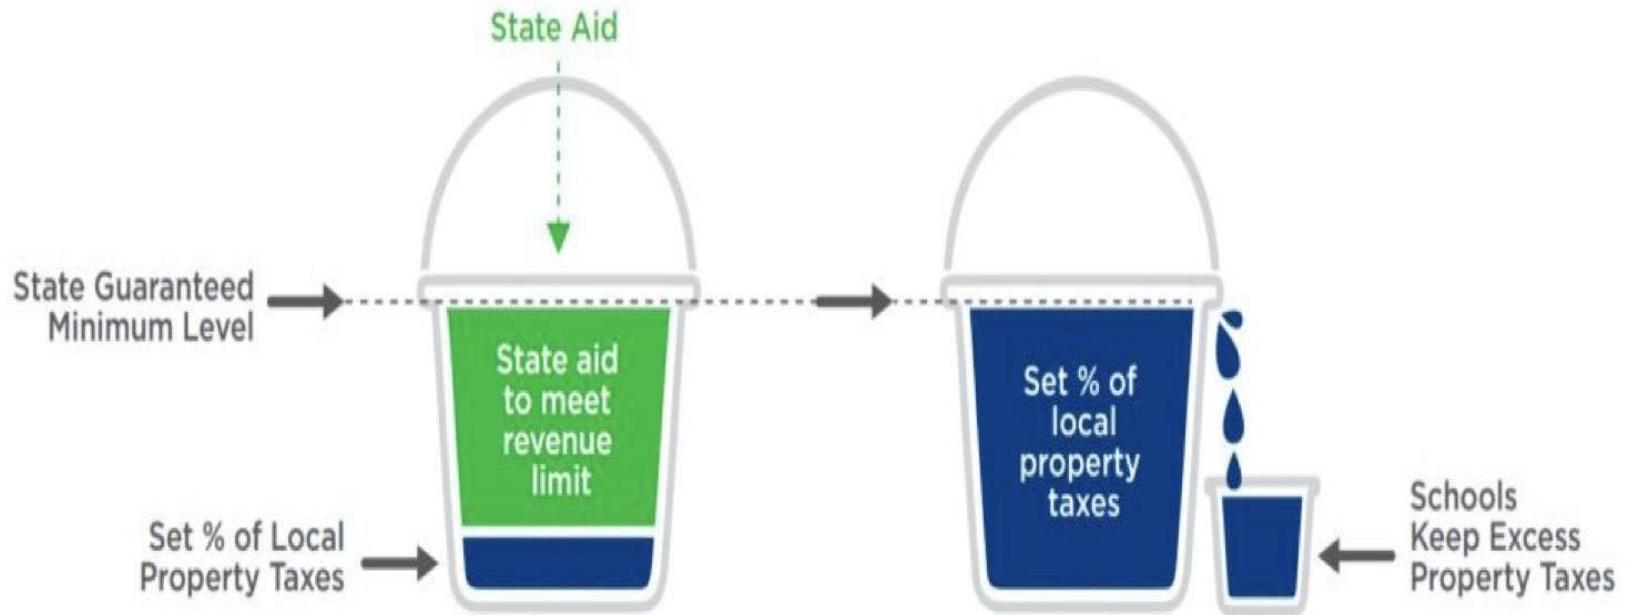 State Aid
State Guaranteed
Minimum Level
State aid
to meet
revenue
limit
Set % of Local
Property Taxes
Set % of
local
property
taxes
Schools
Keep Excess
Property Taxes